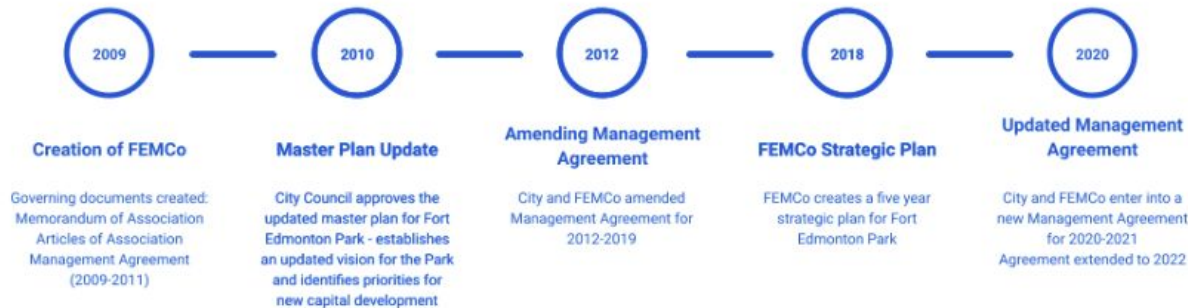 2009
2010
2012
2018
2020
Creation of FEMCo
Governing documents created:
Memorandum of Association
Articles of Association
Management Agreement
(2009-2011)
Master Plan Update
City Council approves the
updated master plan for Fort
Edmonton Park - establishes
an updated vision for the Park
and identifies priorities for
new capital development
Amending Management
Agreement
City and FEMCo amended
Management Agreement for
2012-2019
FEMCo Strategic Plan
FEMCo creates a five year
strategic plan for Fort
Edmonton Park
Updated Management
Agreement
City and FEMCo enter into a
new Management Agreement
for 2020-2021
Agreement extended to 2022